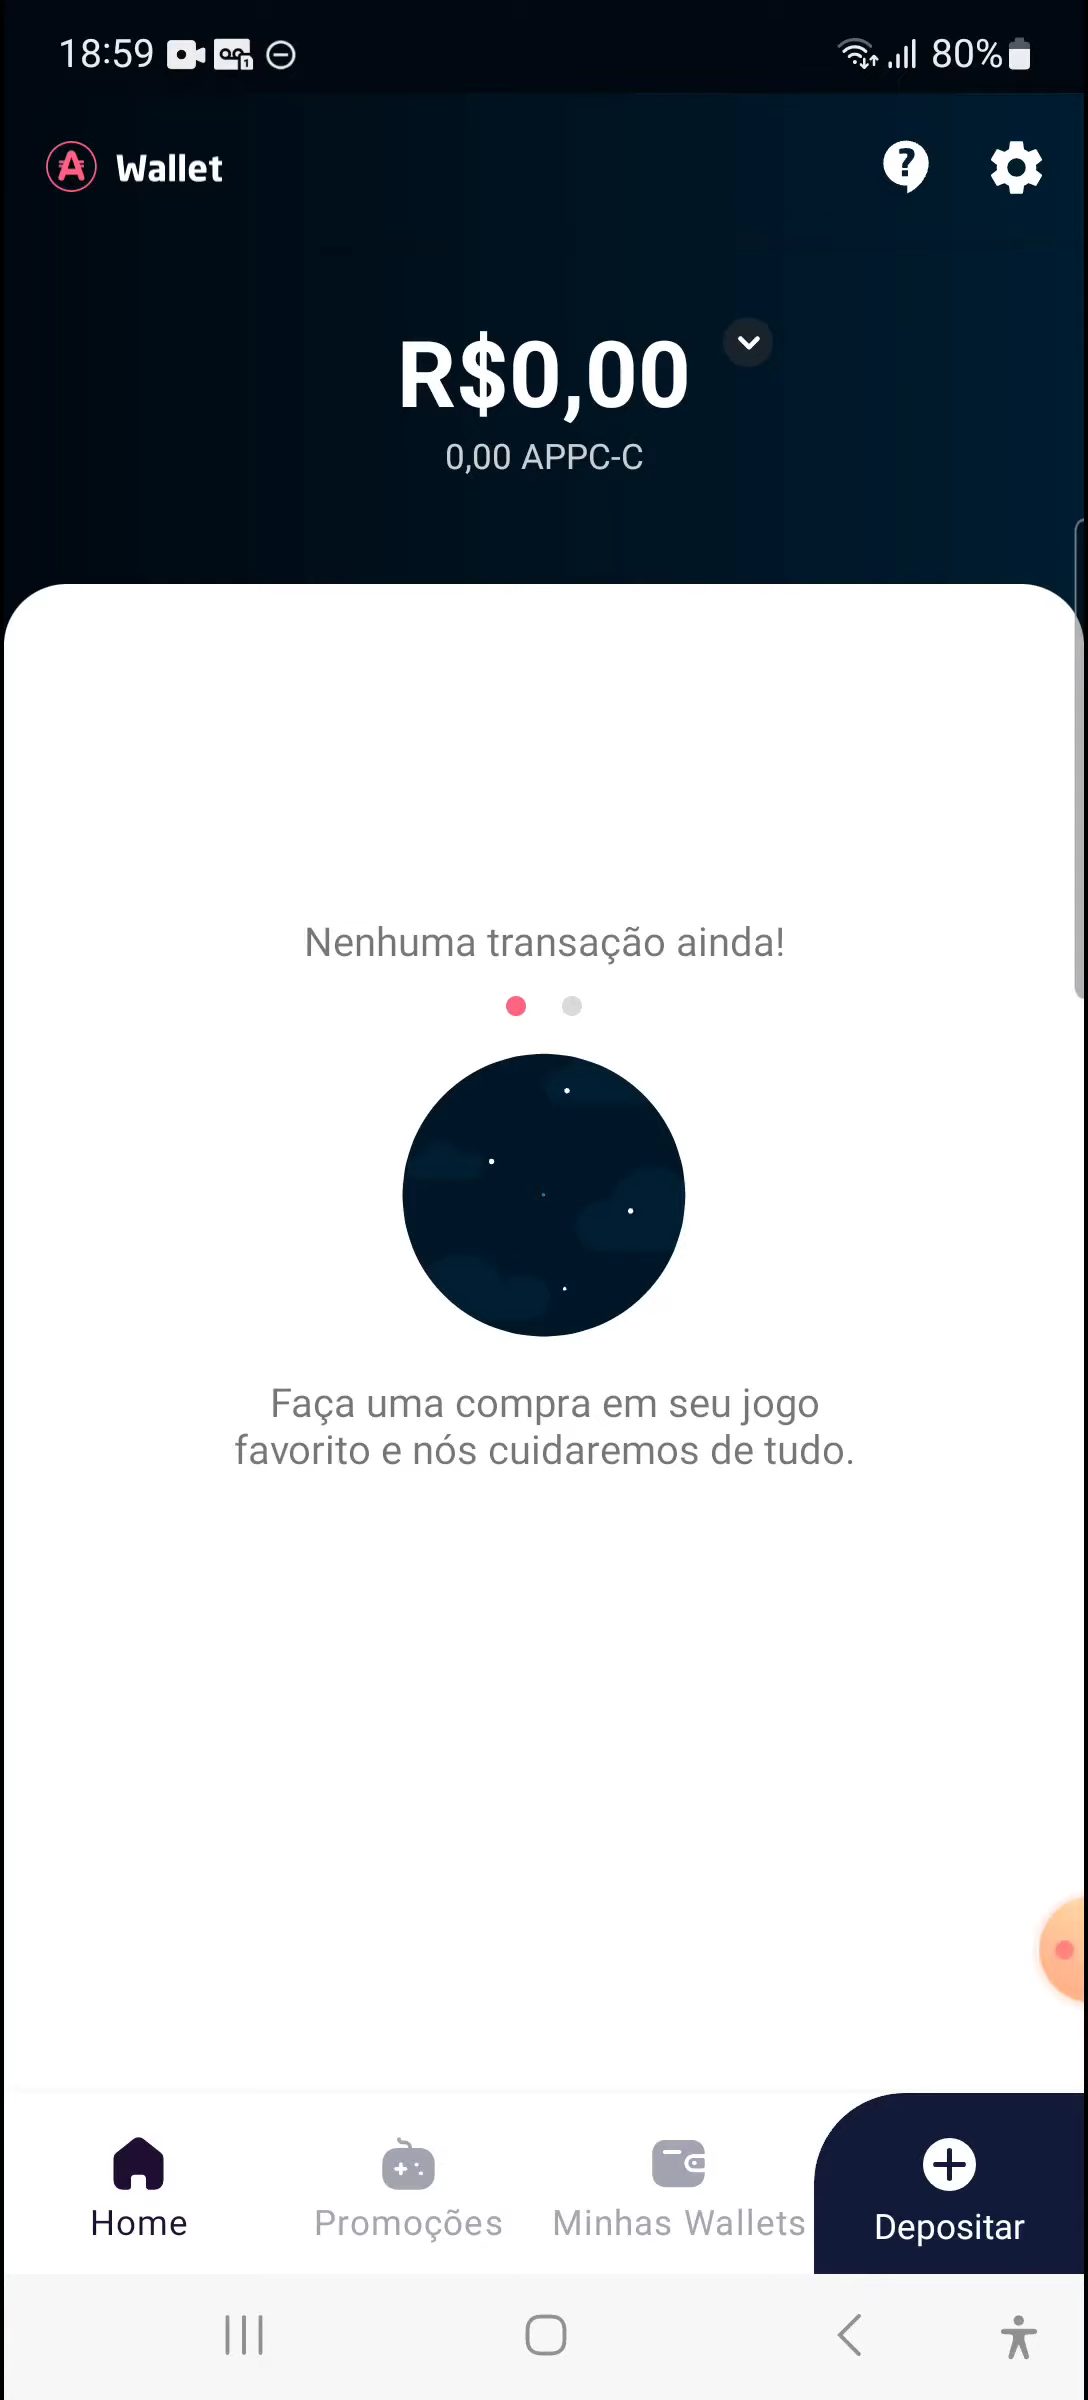 18:59
80%
Wallet
R$0,00
0,00 APPC-C
Nenhuma transação ainda!
Faça uma compra em seu jogo
favorito e nós cuidaremos de tudo.
Home
Promoções
Minhas Wallets
Depositar